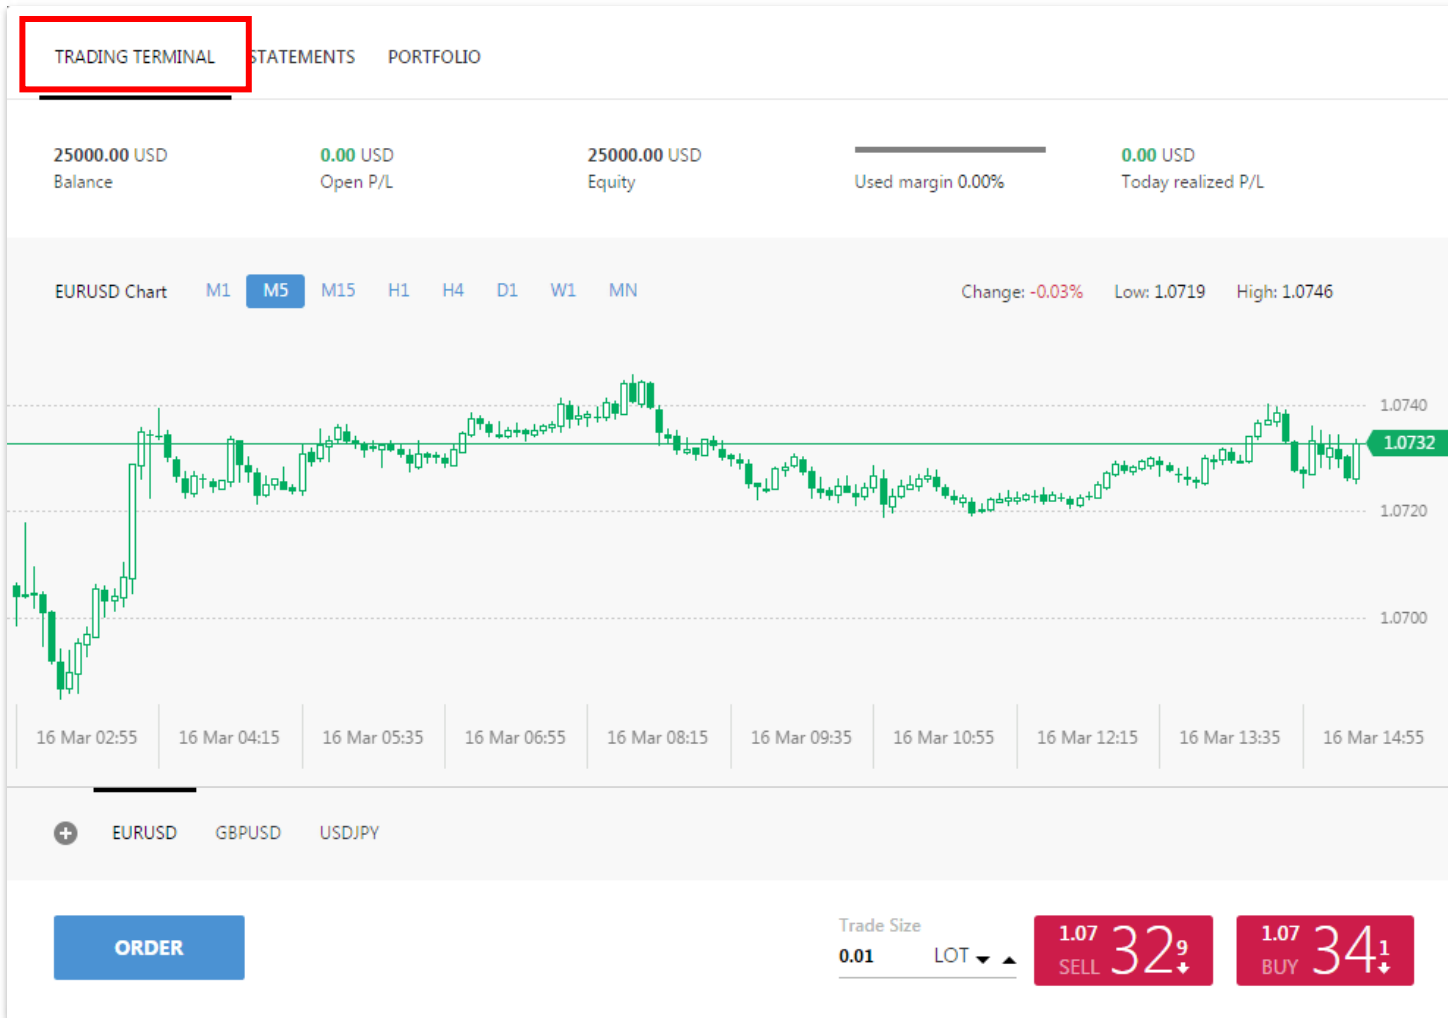 TRADING TERMINAL STATEMENTS PORTFOLIO
25000.00 USD 0.00 USD 25000.00 USD 0.00 USD
Balance Open P/L Equity Used margin 0.00% Today realized P/L
EURUSD Chart M1 M5 M15 H1 H4 D1 W1 MN Change: -0.03% Low: 1.0719 High: 1.0746
1.0740
1.0732
1.0720
1.0700
16 Mar 02:55 16 Mar 04:15 16 Mar 05:35 16 Mar 06:55 16 Mar 08:15 16 Mar 09:35 16 Mar 10:55 16 Mar 12:15 16 Mar 13:35 16 Mar 14:55
EURUSD GBPUSD USDJPY
ORDER
Trade Size
0.01 LOT
1.07 32 9
SELL
1.07 34 1
BUY